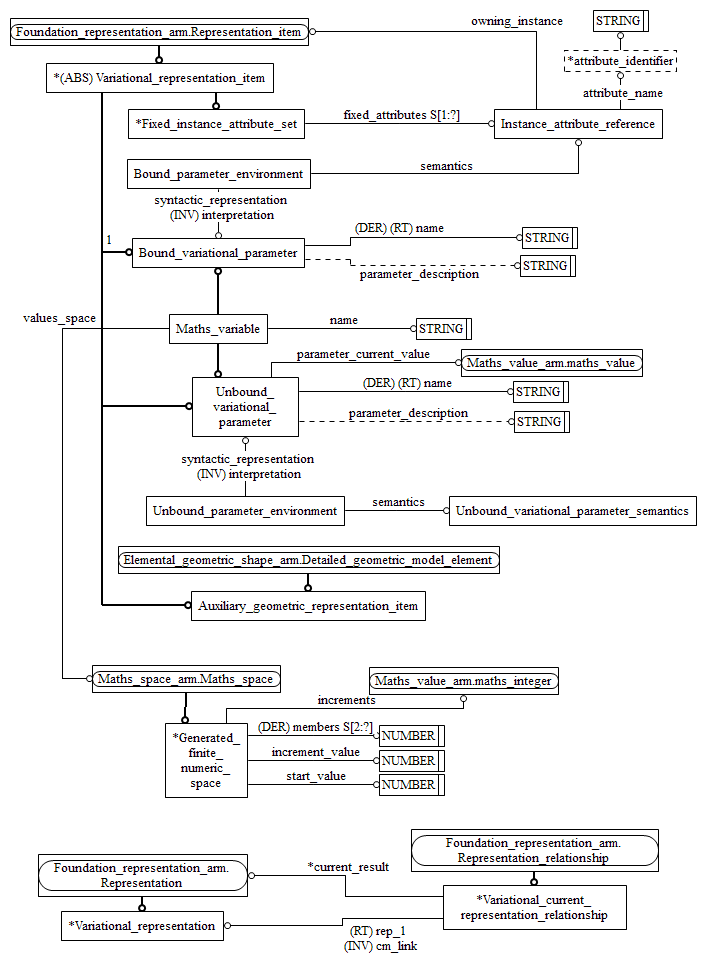 owning_instance
STRING
Foundation_representation_arm.Representation_item
*attribute_identifier
*(ABS) Variational_representation_item
attribute_name
fixed_attributes S[1:?]
*Fixed_instance_attribute_set
Instance_attribute_reference
Bound_parameter_environment
semantics
syntactic_representation
(INV) interpretation
1
(DER) (RT) name
STRING
Bound_variational_parameter
STRING
parameter_description
values_space
name
Maths_variable
STRING
parameter_current_value
Maths_value_arm.maths_value
(DER) (RT) name
Unbound_
variational_
parameter
STRING
parameter_description
STRING
syntactic_representation
(INV) interpretation
semantics
Unbound_parameter_environment
Unbound_variational_parameter_semantics
Elemental_geometric_shape_arm.Detailed_geometric_model_element
Auxiliary_geometric_representation_item
Maths_space_arm.Maths_space
Maths_value_arm.maths_integer
increments
(DER) members S[2:?]
NUMBER
*Generated_
finite_
numeric_
space
increment_value
NUMBER
start_value
NUMBER
Foundation_representation_arm.
Representation_relationship
*current_result
Foundation_representation_arm.
Representation
*Variational_current_
representation_relationship
*Variational_representation
(RT) rep_1
(INV) cm_link